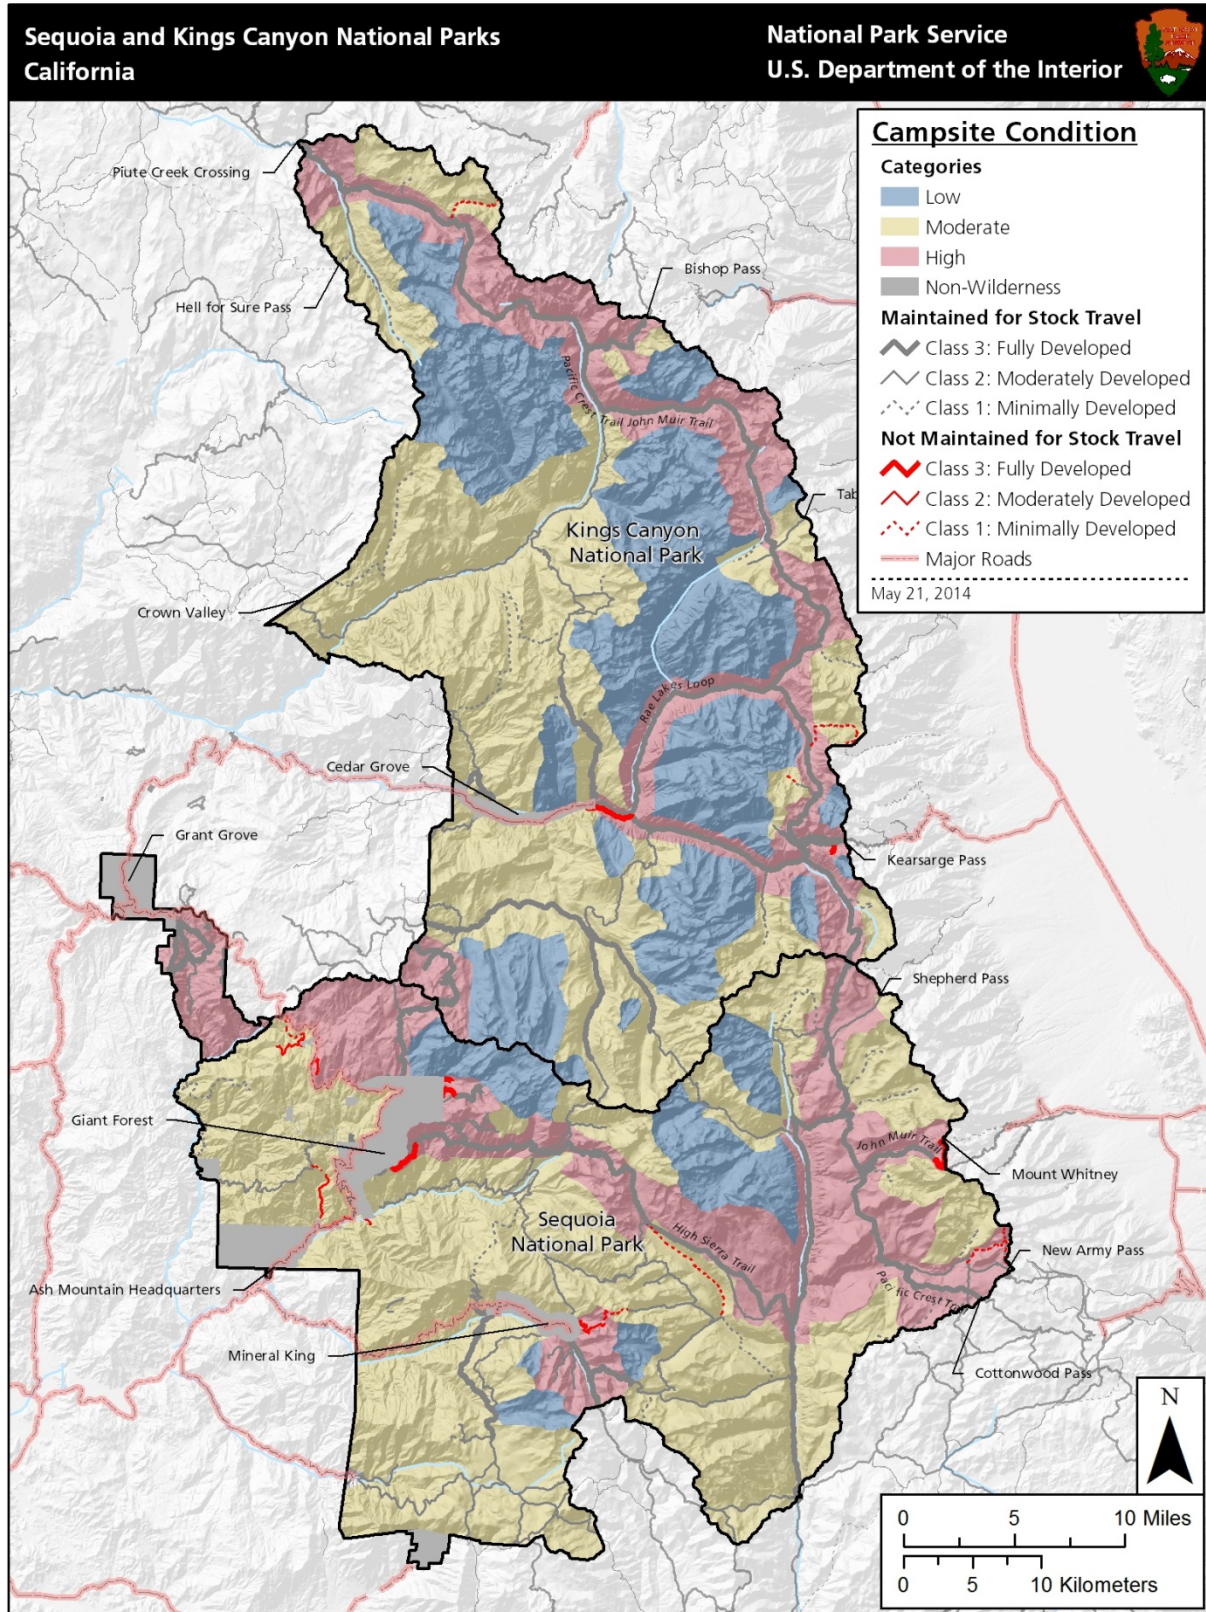 Sequoia and Kings Canyon National Parks
California
National Park Service
U.S. Department of the Interior
Campsite Condition
Categories
Low
Moderate
High
Non-Wilderness
Maintained for Stock Travel
Class 3: Fully Developed
Class 2: Moderately Developed
Class 1: Minimally Developed
Not Maintained for Stock Travel
Class 3: Fully Developed
Class 2: Moderately Developed
Class 1: Minimally Developed
Major Roads
May 21, 2014
Piute Creek Crossing
Bishop Pass
Hell for Sure Pass
Pacific Crest Trail
John Muir Trail
Tab
Kings Canyon
National Park
Crown Valley
Rae Lakes Loop
Cedar Grove
Grant Grove
Kearsarge Pass
Shepherd Pass
Giant Forest
John Muir Trail
Mount Whitney
Sequoia
National Park
High Sierra Trail
New Army Pass
Ash Mountain Headquarters
Pacific Crest
Mineral King
Cottonwood Pass
N
0 5 10 Miles
0 5 10 Kilometers